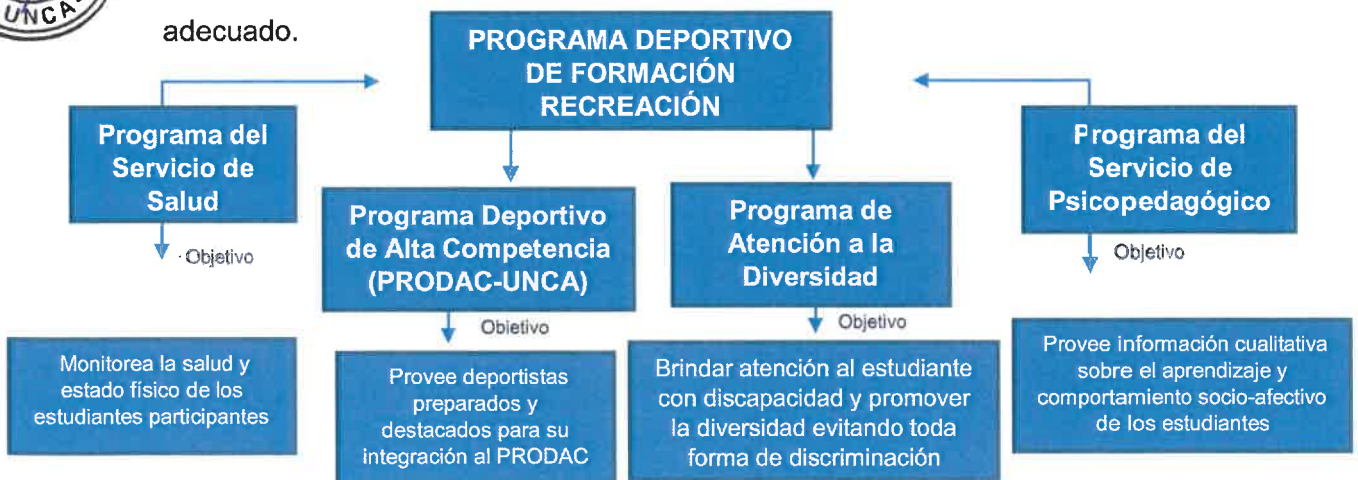 UNCA
adecuado.
PROGRAMA DEPORTIVO
DE FORMACIÓN
RECREACIÓN
Programa del
Servicio de
Salud
Objetivo
Monitorea la salud y
estado físico de los
estudiantes participantes
Programa Deportivo
de Alta Competencia
(PRODAC-UNCA)
Objetivo
Provee deportistas
preparados y
destacados para su
integración al PRODAC
Programa de
Atención a la
Diversidad
Objetivo
Brindar atención al estudiante
con discapacidad y promover
la diversidad evitando toda
forma de discriminación
Programa del
Servicio de
Psicopedagógico
Objetivo
Provee información cualitativa
sobre el aprendizaje y
comportamiento socio-afectivo
de los estudiantes